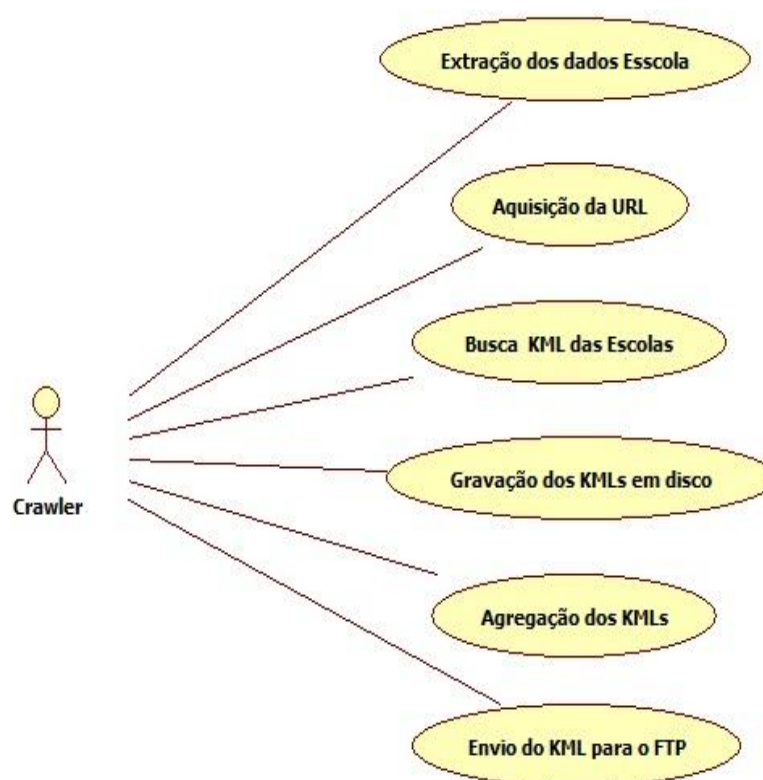 Extração dos dados Esscola
Aquisição da URL
Busca KML das Escolas
Gravação dos KMLs em disco
Crawler
Agregação dos KMLs
Envio do KML para o FTP